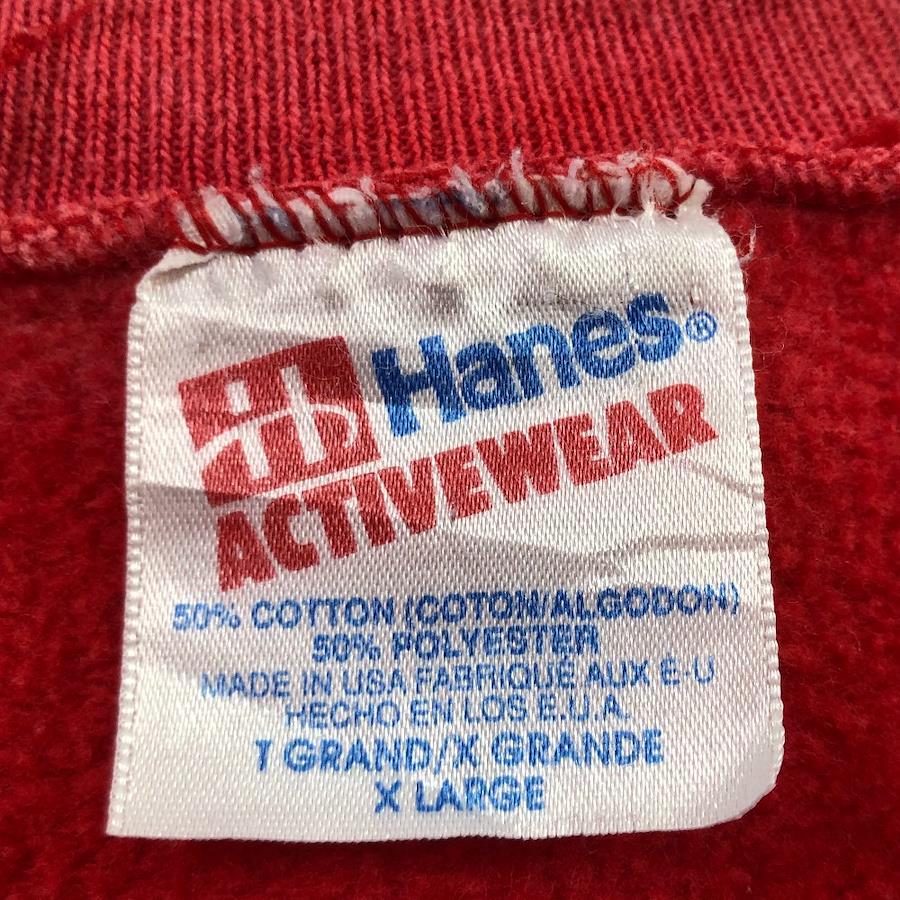 Hanes®
ACTIVEWEAR
50% COTTON (COTON/ALGODON)
50% POLYESTER
MADE IN USA FABRIQUÉ AUX É-U
HECHO EN LOS E.U.A.
T GRAND/X GRANDE
X LARGE